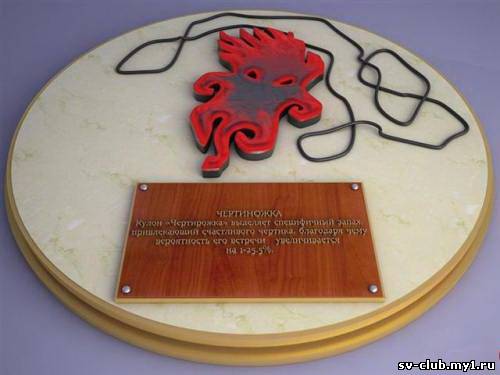 ЧЕРТИНОЖКА
Кулон «Чертиножка» выделяет специфичный запах,
привлекающий счастливого чертика, благодаря чему
вероятность его встречи увеличивается
на 1-25.5%.
sv-club.my1.ru